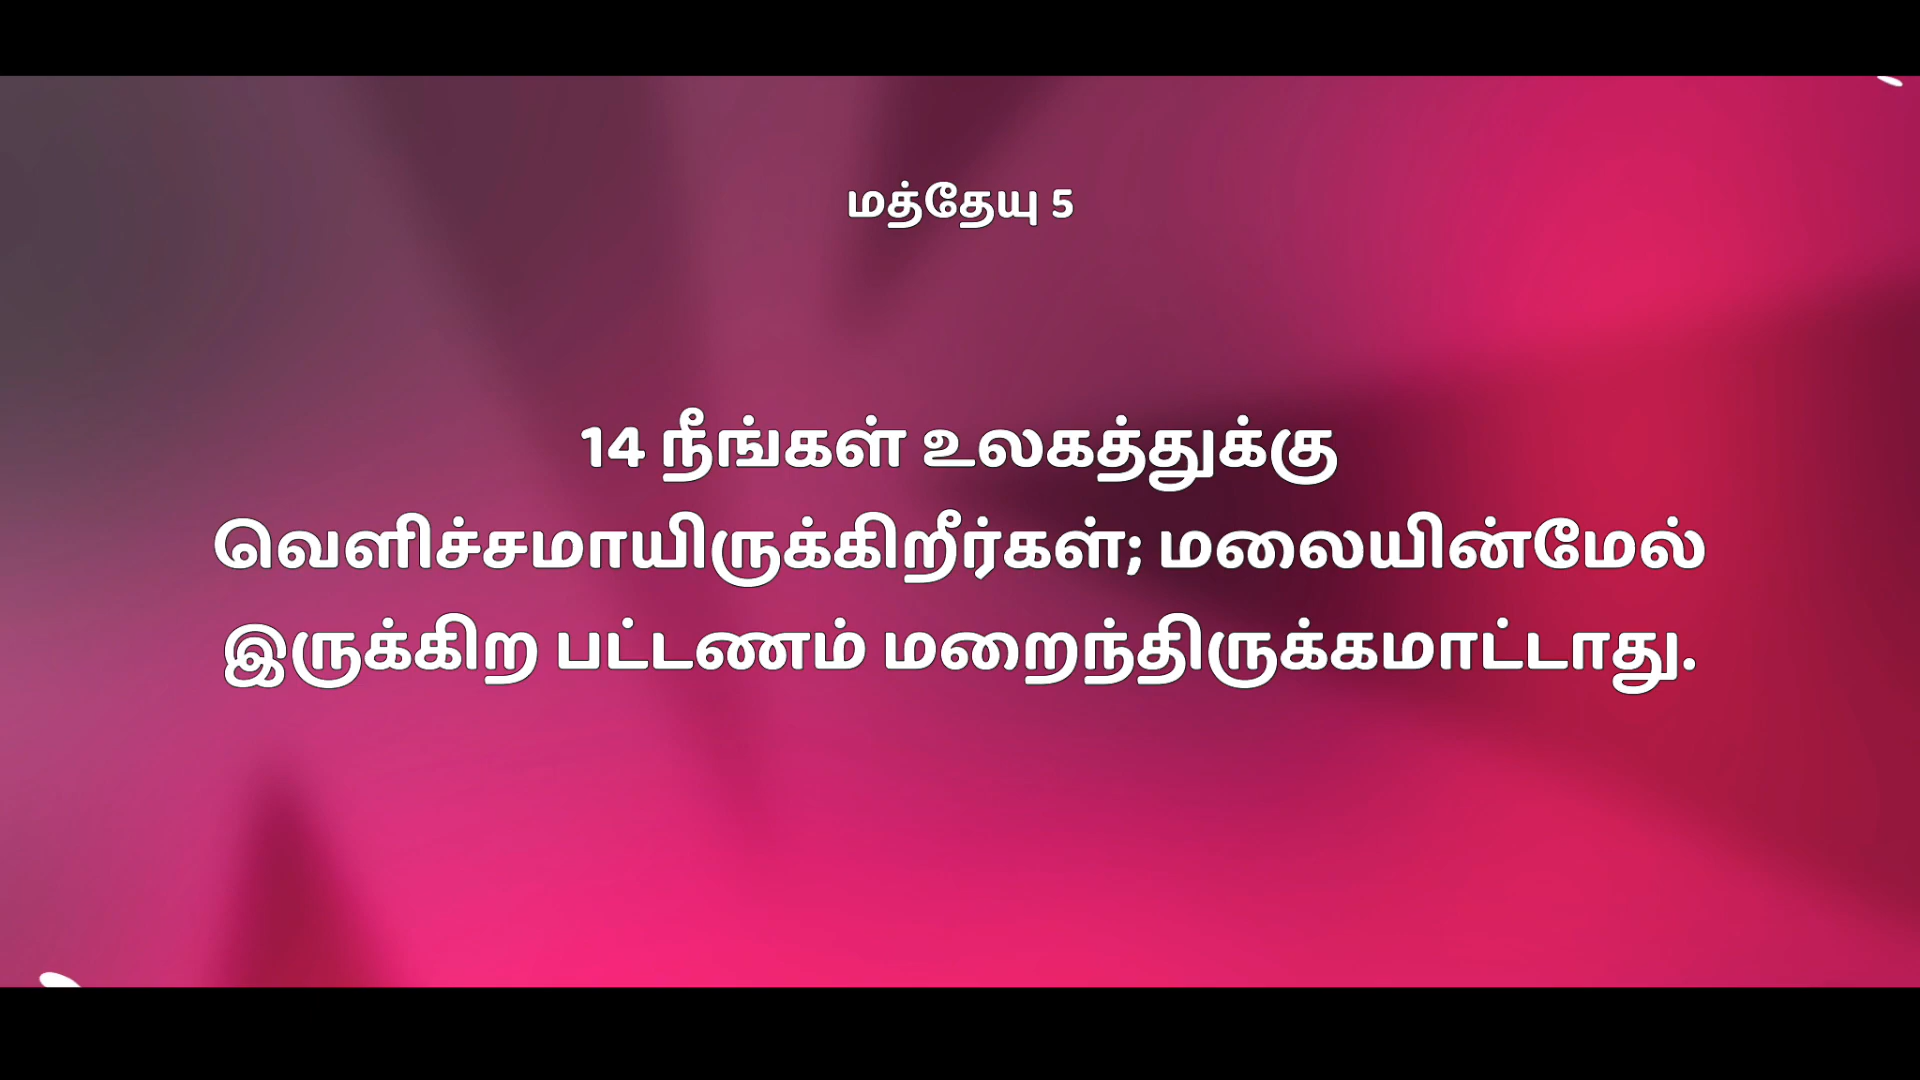 மத்தேயு 5
14 நீங்கள் உலகத்துக்கு
வெளிச்சமாயிருக்கிறீர்கள்; மலையின்மேல்
இருக்கிற பட்டணம் மறைந்திருக்கமாட்டாது.